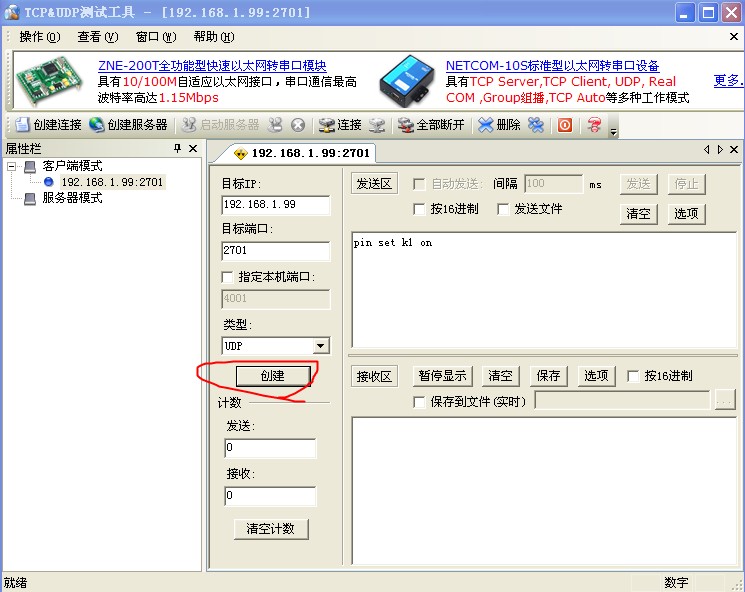 TCP&UDP测试工具 - [192.168.1.99:2701]
操作(O) 查看(V) 窗口(W) 帮助(H)
ZNE-200T全功能型快速以太网转串口模块
具有10/100M自适应以太网接口，串口通信最高
波特率高达1.15Mbps
NETCOM-10S标准型以太网转串口设备
具有TCP Server,TCP Client, UDP, Real
COM ,Group组播,TCP Auto等多种工作模式
更多.
创建连接 创建服务器 启动服务器 连接 全部断开 删除
属性栏
客户端模式
192.168.1.99:2701
服务器模式
192.168.1.99:2701
目标IP:
192.168.1.99
目标端口:
2701
指定本机端口:
4001
类型:
UDP
创建
计数
发送:
0
接收:
0
清空计数
发送区 自动发送: 间隔 100 ms 发送 停止
按16进制 发送文件 清空 选项
pin set k1 on
接收区 暂停显示 清空 保存 选项 按16进制
保存到文件(实时) ...
就绪 数字